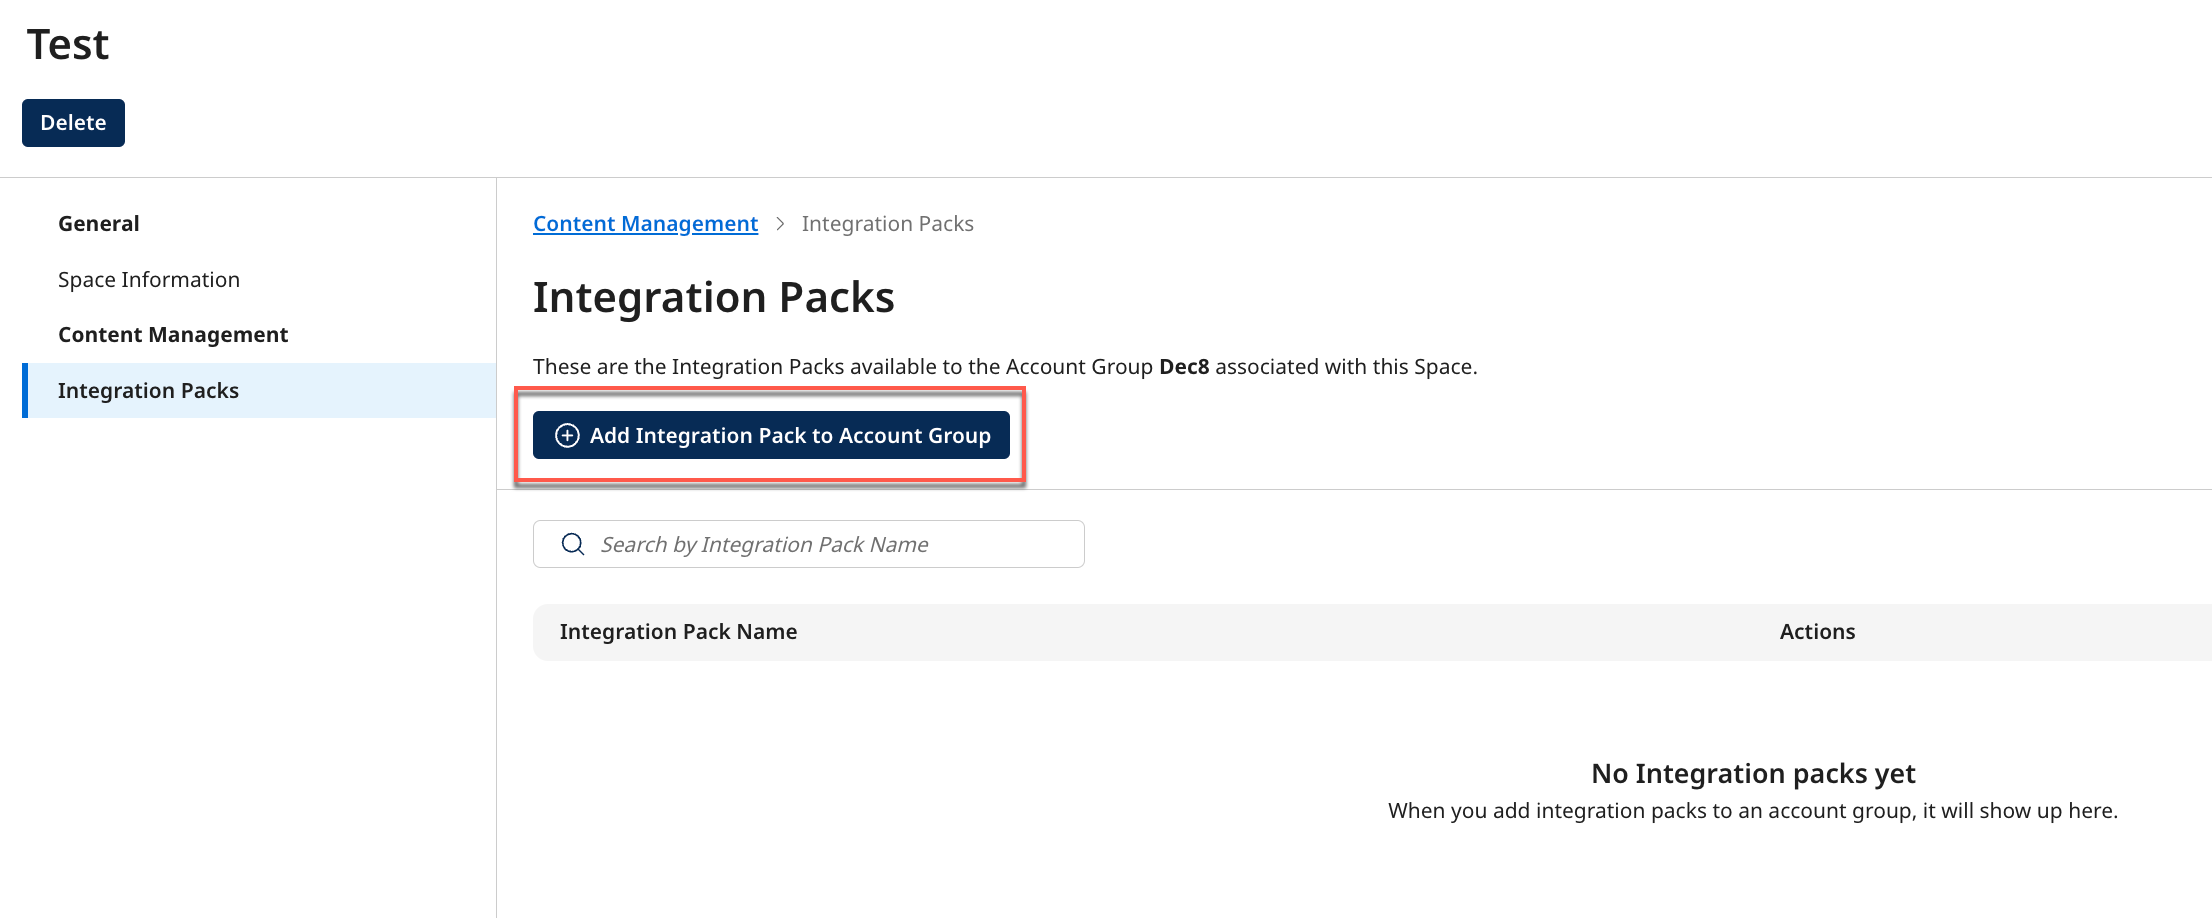 Test
Delete
General
Space Information
Content Management
Integration Packs
Content Management > Integration Packs
Integration Packs
These are the Integration Packs available to the Account Group Dec8 associated with this Space.
Add Integration Pack to Account Group
Search by Integration Pack Name
Integration Pack Name Actions
No Integration packs yet
When you add integration packs to an account group, it will show up here.